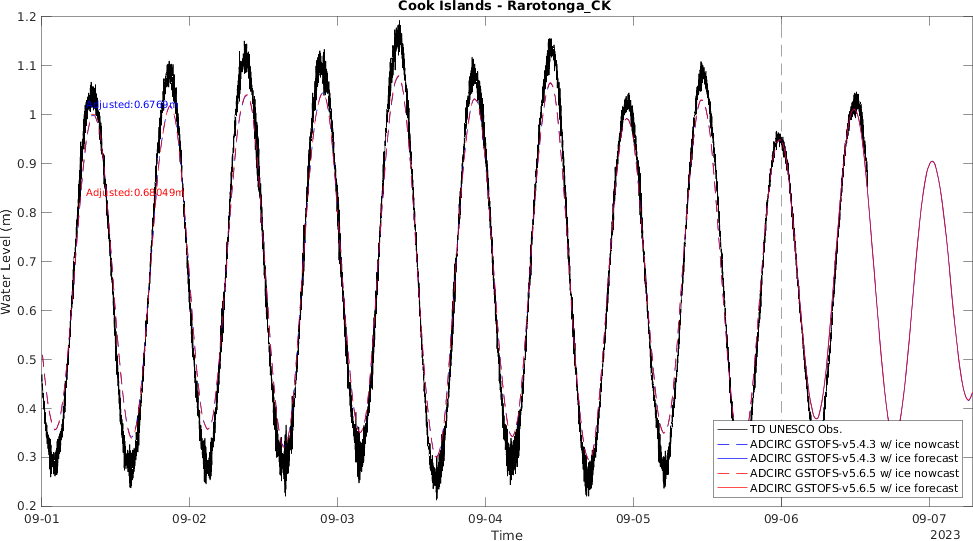 Cook Islands - Rarotonga_CK
1.2
1.1
1
0.9
0.8
0.7
0.6
0.5
0.4
0.3
0.2
Water Level (m)
Adjusted:0.6769m
Adjusted:0.68049m
TD UNESCO Obs.
ADCIRC GSTOFS-v5.4.3 w/ ice nowcast
ADCIRC GSTOFS-v5.4.3 w/ ice forecast
ADCIRC GSTOFS-v5.6.5 w/ ice nowcast
ADCIRC GSTOFS-v5.6.5 w/ ice forecast
09-01 09-02 09-03 09-04 09-05 09-06 09-07
Time
2023